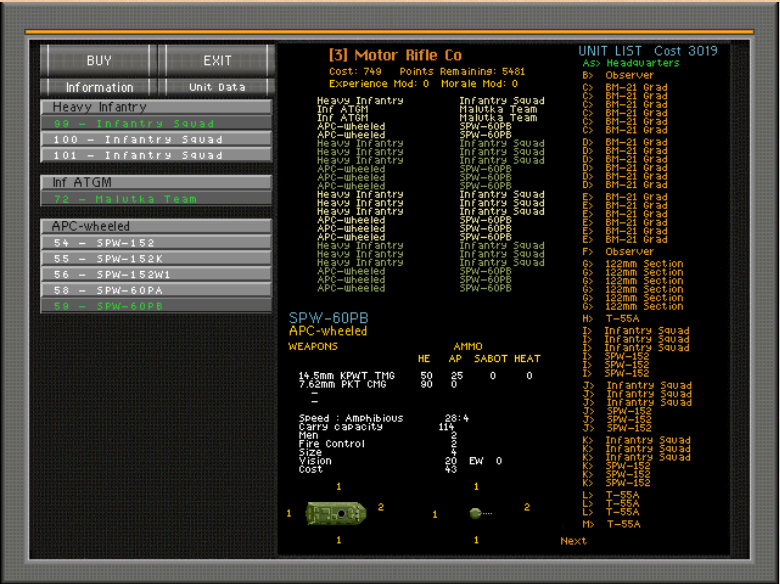 BUY EXIT
Information Unit Data
Heavy Infantry
99 - Infantry Squad
100 - Infantry Squad
101 - Infantry Squad
Inf ATGM
72 - Malutka Team
APC-wheeled
54 - SPW-152
55 - SPW-152K
56 - SPW-152W1
58 - SPW-60PA
59 - SPW-60PB
[3] Motor Rifle Co
Cost: 749 Points Remaining: 5481
Experience Mod: 0 Morale Mod: 0
Heavy Infantry Infantry Squad
Inf ATGM Malutka Team
Inf ATGM Malutka Team
APC-wheeled SPW-60PB
APC-wheeled SPW-60PB
Heavy Infantry Infantry Squad
Heavy Infantry Infantry Squad
Heavy Infantry Infantry Squad
APC-wheeled SPW-60PB
APC-wheeled SPW-60PB
APC-wheeled SPW-60PB
Heavy Infantry Infantry Squad
Heavy Infantry Infantry Squad
Heavy Infantry Infantry Squad
APC-wheeled SPW-60PB
APC-wheeled SPW-60PB
APC-wheeled SPW-60PB
Heavy Infantry Infantry Squad
Heavy Infantry Infantry Squad
Heavy Infantry Infantry Squad
APC-wheeled SPW-60PB
APC-wheeled SPW-60PB
APC-wheeled SPW-60PB
SPW-60PB
APC-wheeled
WEAPONS AMMO
HE AP SABOT HEAT
14.5mm KPWT TMG 50 25 0 0
7.62mm PKT CMG 90 0
-
-
Speed : Amphibious 28:4
Carry capacity 114
Men 2
Fire Control 2
Size 4
Vision 20 EW 0
Cost 43
1 1
1 2 1 2
1 1
UNIT LIST Cost 3019
A> Headquarters
B> Observer
C> BM-21 Grad
C> BM-21 Grad
C> BM-21 Grad
C> BM-21 Grad
C> BM-21 Grad
C> BM-21 Grad
D> BM-21 Grad
D> BM-21 Grad
D> BM-21 Grad
D> BM-21 Grad
D> BM-21 Grad
D> BM-21 Grad
E> BM-21 Grad
E> BM-21 Grad
E> BM-21 Grad
E> BM-21 Grad
E> BM-21 Grad
E> BM-21 Grad
F> Observer
G> 122mm Section
G> 122mm Section
G> 122mm Section
G> 122mm Section
G> 122mm Section
H> T-55A
I> Infantry Squad
I> Infantry Squad
I> Infantry Squad
I> SPW-152
I> SPW-152
I> SPW-152
J> Infantry Squad
J> Infantry Squad
J> Infantry Squad
J> SPW-152
J> SPW-152
J> SPW-152
K> Infantry Squad
K> Infantry Squad
K> Infantry Squad
K> SPW-152
K> SPW-152
K> SPW-152
L> T-55A
L> T-55A
L> T-55A
M> T-55A
Next